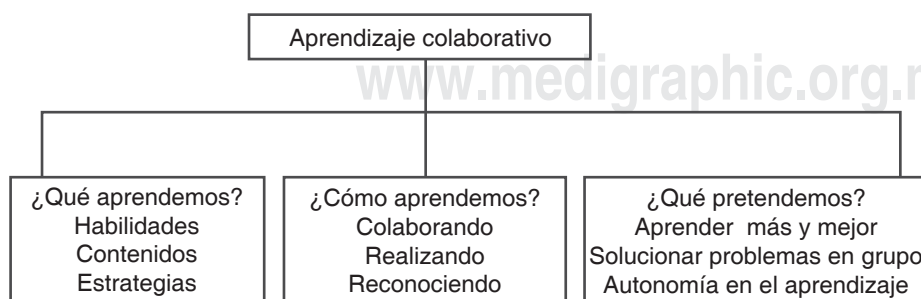 Aprendizaje colaborativo
www.medigraphic.org.m
¿Qué aprendemos?
Habilidades
Contenidos
Estrategias
¿Cómo aprendemos?
Colaborando
Realizando
Reconociendo
¿Qué pretendemos?
Aprender más y mejor
Solucionar problemas en grupo
Autonomía en el aprendizaje